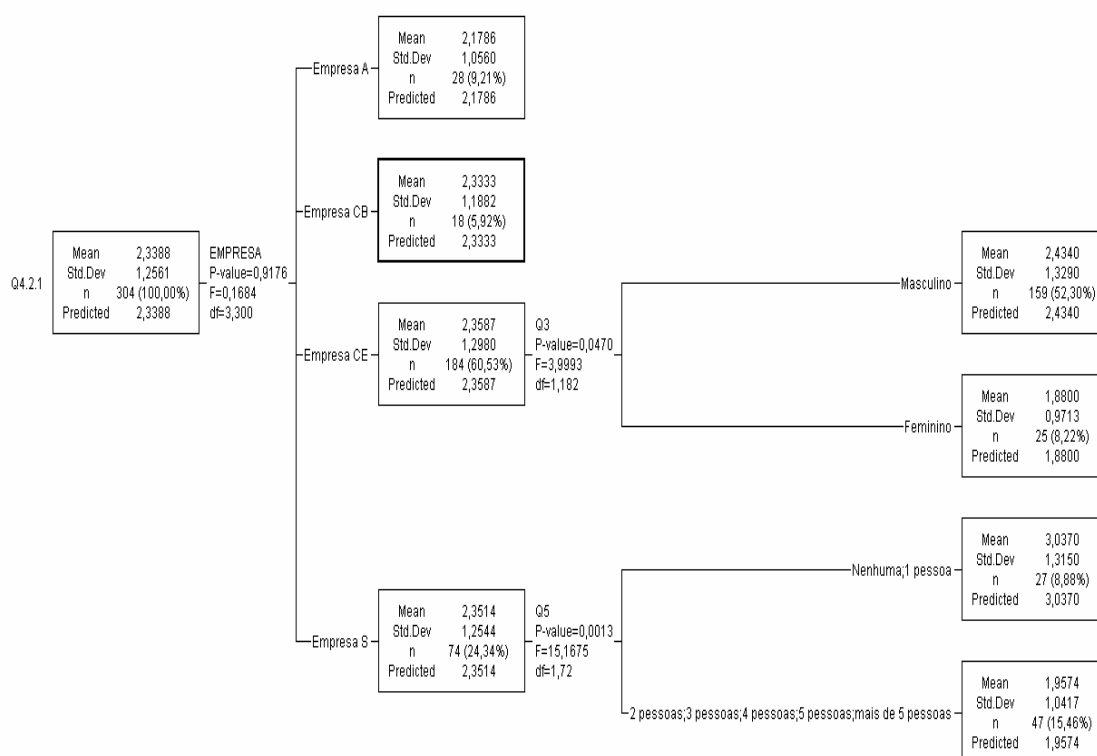 Q4.2.1
Mean 2,3388
Std.Dev 1,2561
n 304 (100,00%)
Predicted 2,3388
EMPRESA
P-value=0,9176
F=0,1684
df=3,300
Empresa A
Mean 2,1786
Std.Dev 1,0560
n 28 (9,21%)
Predicted 2,1786
Empresa CB
Mean 2,3333
Std.Dev 1,1882
n 18 (5,92%)
Predicted 2,3333
Empresa CE
Mean 2,3587
Std.Dev 1,2980
n 184 (60,53%)
Predicted 2,3587
Q3
P-value=0,0470
F=3,9993
df=1,182
Masculino
Mean 2,4340
Std.Dev 1,3290
n 159 (52,30%)
Predicted 2,4340
Feminino
Mean 1,8800
Std.Dev 0,9713
n 25 (8,22%)
Predicted 1,8800
Empresa S
Mean 2,3514
Std.Dev 1,2544
n 74 (24,34%)
Predicted 2,3514
Q5
P-value=0,0013
F=15,1675
df=1,72
Nenhuma;1 pessoa
Mean 3,0370
Std.Dev 1,3150
n 27 (8,88%)
Predicted 3,0370
2 pessoas;3 pessoas;4 pessoas;5 pessoas;mais de 5 pessoas
Mean 1,9574
Std.Dev 1,0417
n 47 (15,46%)
Predicted 1,9574